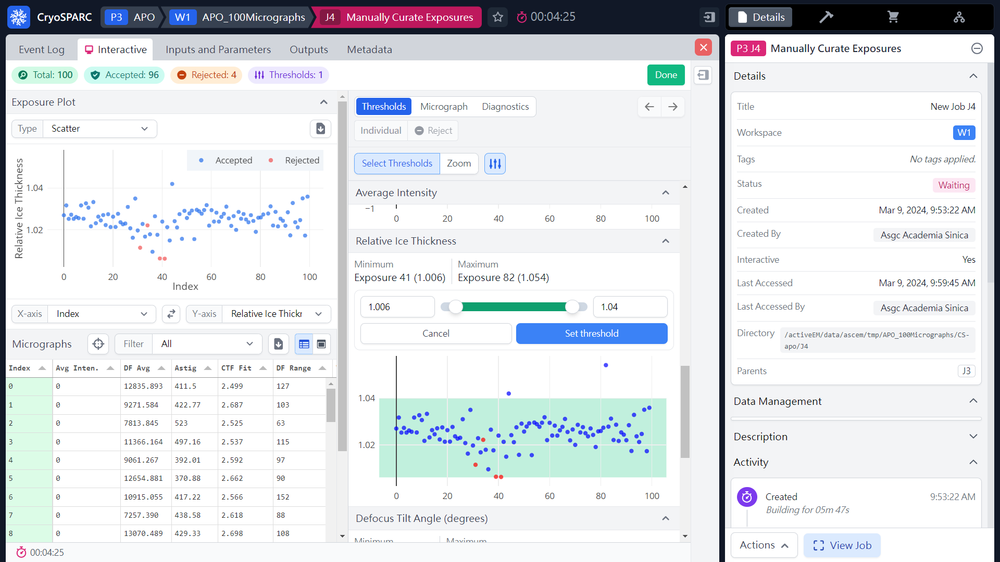 CryoSPARC
P3 APO
W1 APO_100Micrographs
J4 Manually Curate Exposures
00:04:25
Details
Event Log
Interactive
Inputs and Parameters
Outputs
Metadata
Total: 100
Accepted: 96
Rejected: 4
Thresholds: 1
Done
Exposure Plot
Type Scatter
Accepted Rejected
Relative Ice Thickness
1.04
1.02
0 20 40 60 80 100
Index
X-axis Index
Y-axis Relative Ice Thickr
Micrographs
Filter All
Index Avg Inten. DF Avg Astig CTF Fit DF Range
0 0 12835.893 411.5 2.499 127
1 0 9271.584 422.77 2.687 103
2 0 7813.845 523 2.525 63
3 0 11366.164 497.16 2.537 115
4 0 9061.267 392.01 2.592 97
5 0 12654.881 370.88 2.662 90
6 0 10915.055 417.22 2.566 152
7 0 7257.390 438.58 2.618 88
8 0 13070.489 429.33 2.698 108
00:04:25
Thresholds Micrograph Diagnostics
Individual Reject
Select Thresholds Zoom
Average Intensity
−1
0 20 40 60 80 100
Relative Ice Thickness
Minimum Maximum
Exposure 41 (1.006) Exposure 82 (1.054)
1.006 1.04
Cancel Set threshold
1.04
1.02
0 20 40 60 80 100
Defocus Tilt Angle (degrees)
Minimum Maximum
P3 J4 Manually Curate Exposures
Details
Title New Job J4
Workspace W1
Tags No tags applied.
Status Waiting
Created Mar 9, 2024, 9:53:22 AM
Created By Asgc Academia Sinica
Interactive Yes
Last Accessed Mar 9, 2024, 9:59:45 AM
Last Accessed By Asgc Academia Sinica
Directory /activeEM/data/ascem/tmp/APO_100Micrographs/CS-
apo/J4
Parents J3
Data Management
Description
Activity
Created 9:53:22 AM
Building for 05m 47s
Actions View Job